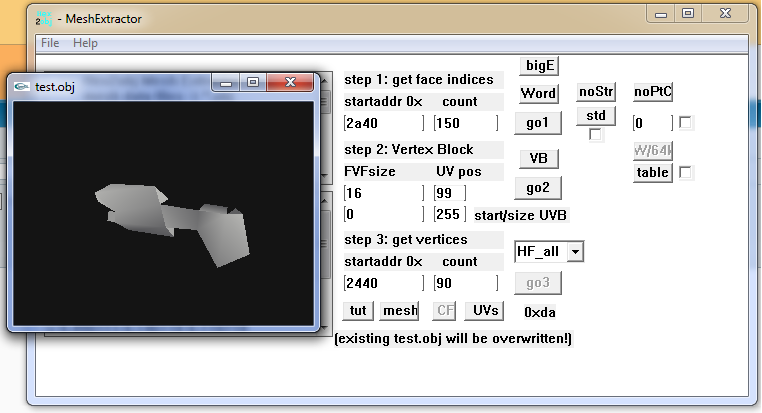 - MeshExtractor
File Help
test.obj
step 1: get face indices
startaddr 0x count
2a40 150
step 2: Vertex Block
FVFsize UV pos
16 99
0 255 start/size UVB
step 3: get vertices
startaddr 0x count
2440 90
tut mesh CF UVs 0xda
(existing test.obj will be overwritten!)
bigE
Word noStr noPtC
go1 std 0
VB
go2 table
HF_all
go3